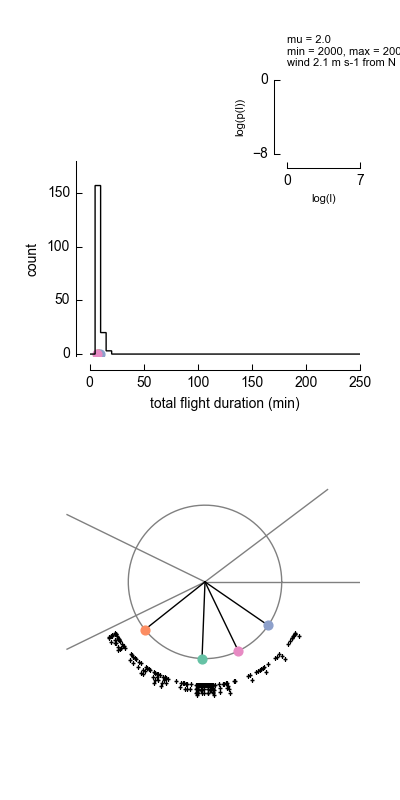 mu = 2.0
min = 2000, max = 200
wind 2.1 m s-1 from N
0
log(p(l))
−8
0 7
log(l)
150
100
count
50
0
0 50 100 150 200 250
total flight duration (min)